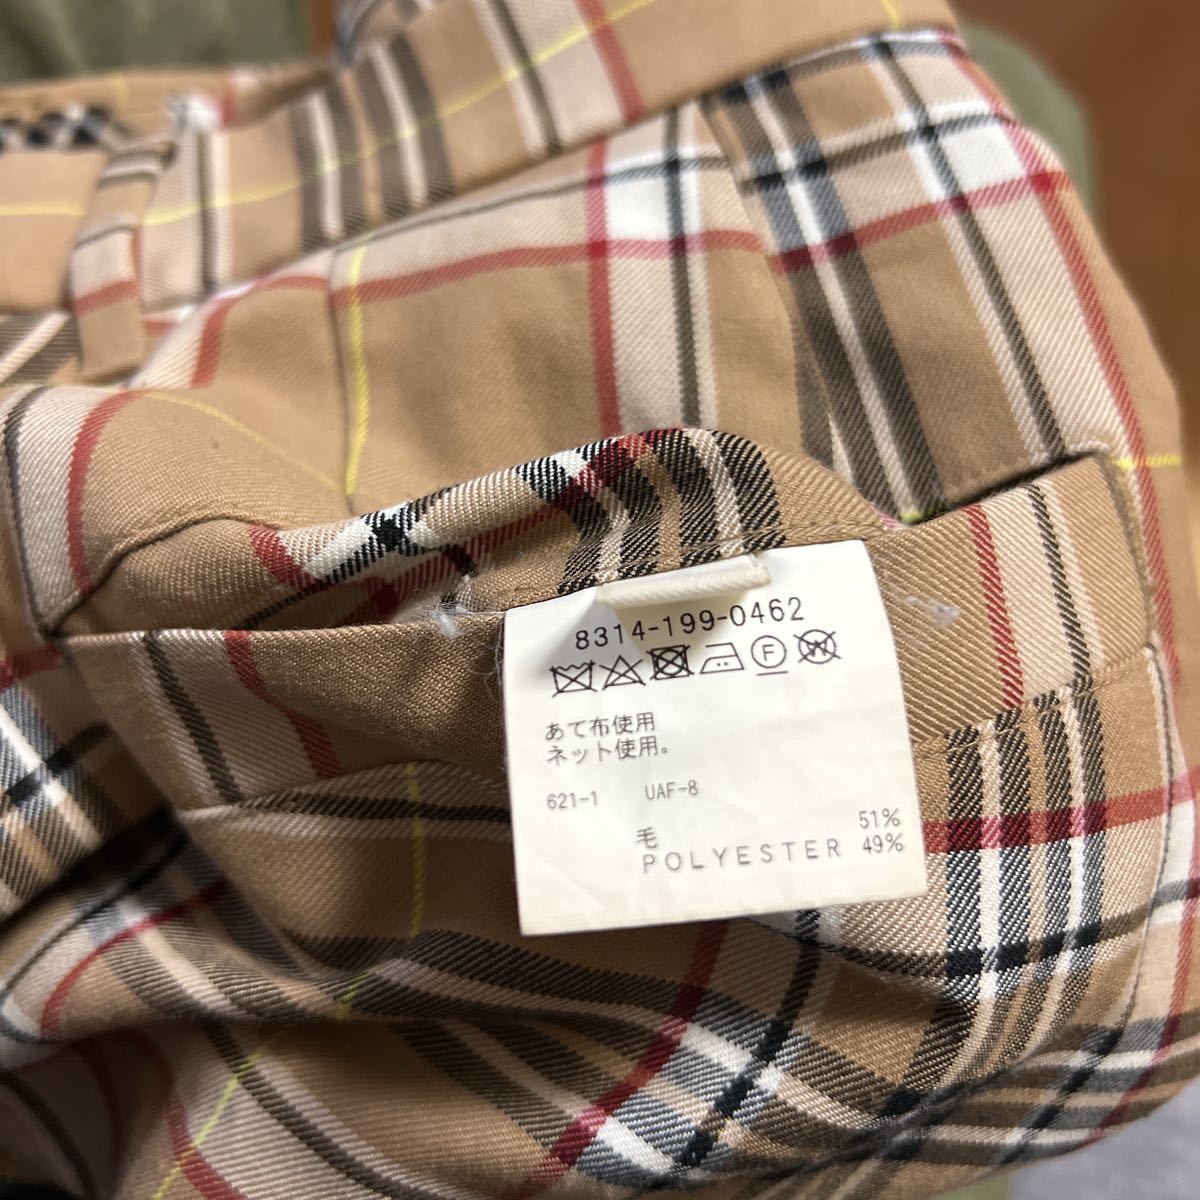 8314-199-0462
F W
あて布使用
ネット使用。
621-1 UAF-8
毛 51%
POLYESTER 49%